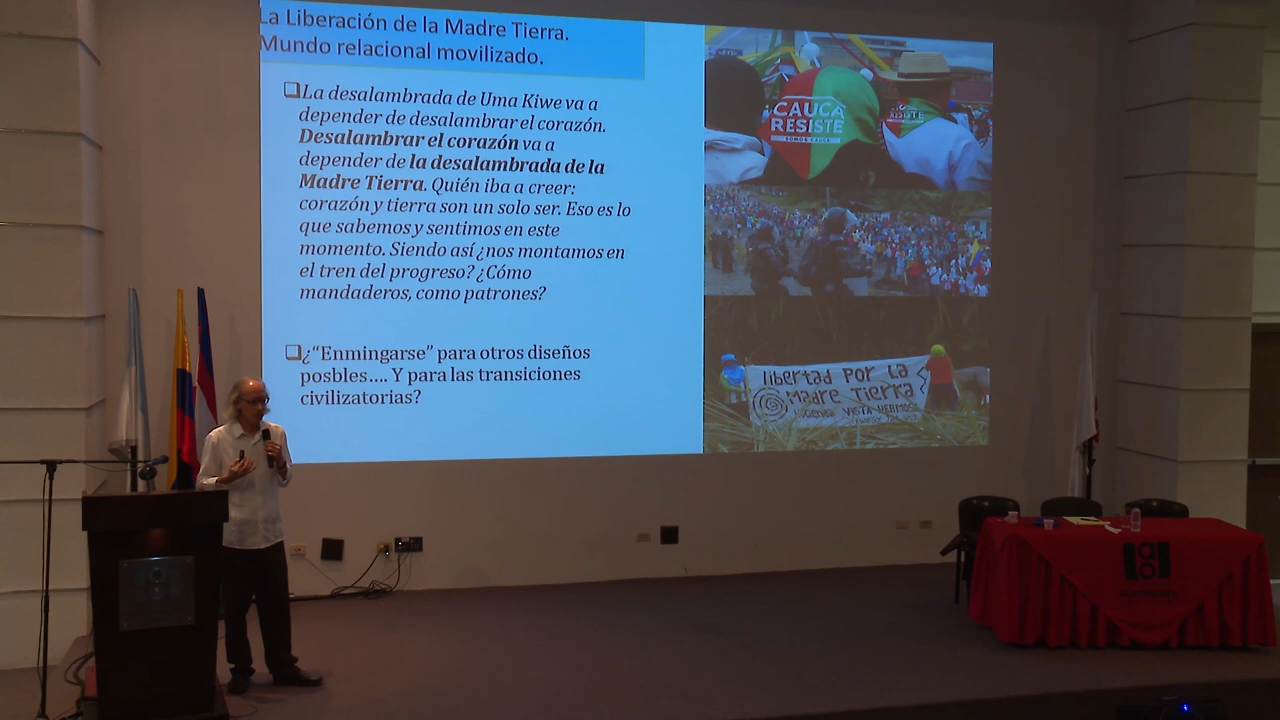 La Liberación de la Madre Tierra.
Mundo relacional movilizado.
La desalambrada de Uma Kiwe va a
depender de desalambrar el corazón.
Desalambrar el corazón va a
depender de la desalambrada de la
Madre Tierra. Quién iba a creer:
corazón y tierra son un solo ser. Eso es lo
que sabemos y sentimos en este
momento. Siendo así ¿nos montamos en
el tren del progreso? ¿Cómo
mandaderos, como patrones?
¿“Enmingarse” para otros diseños
posbles.... Y para las transiciones
civilizatorias?
CAUCA
RESISTE
SOMOS CAUCA
RESISTE
libertad Por La
Madre Tierra
VISTA HERMOSA